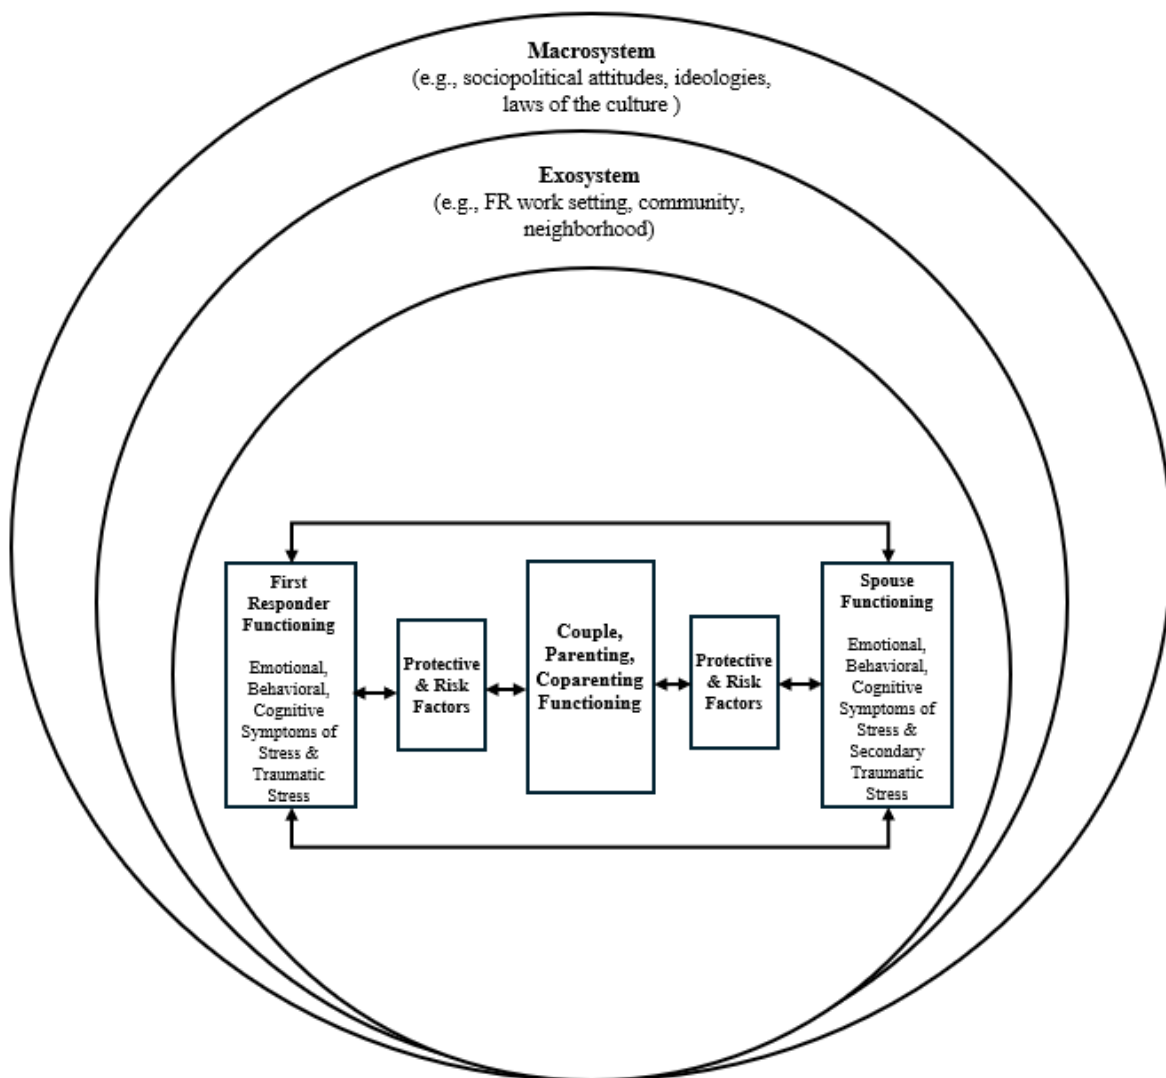 Macrosystem
(e.g., sociopolitical attitudes, ideologies,
laws of the culture )
Exosystem
(e.g., FR work setting, community,
neighborhood)
First
Responder
Functioning
Emotional,
Behavioral,
Cognitive
Symptoms of
Stress &
Traumatic
Stress
Protective
& Risk
Factors
Couple,
Parenting,
Coparenting
Functioning
Protective
& Risk
Factors
Spouse
Functioning
Emotional,
Behavioral,
Cognitive
Symptoms of
Stress &
Secondary
Traumatic
Stress